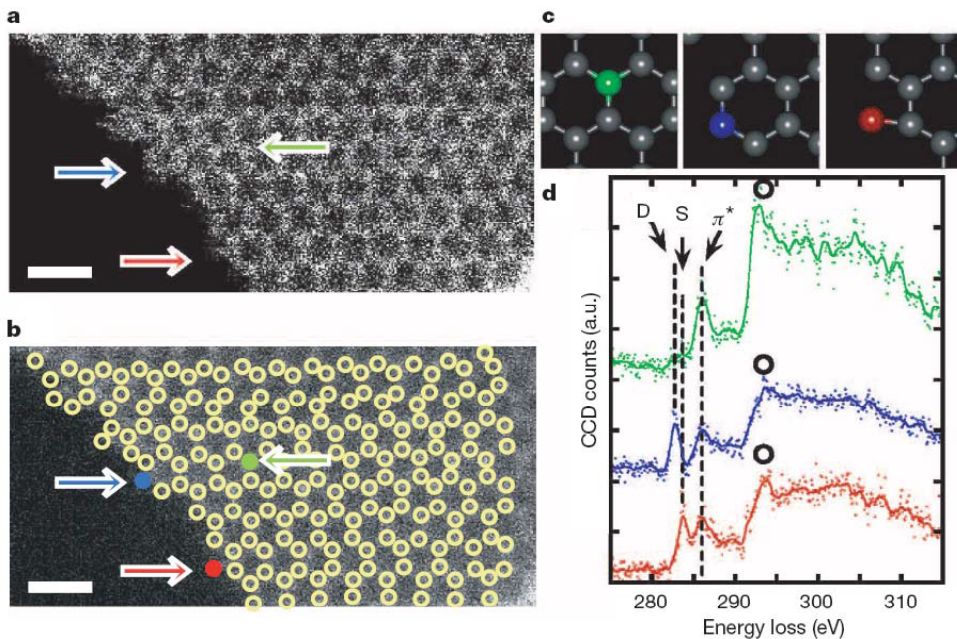 a
c
b
d
D
S
π*
CCD counts (a.u.)
280
290
300
310
Energy loss (eV)